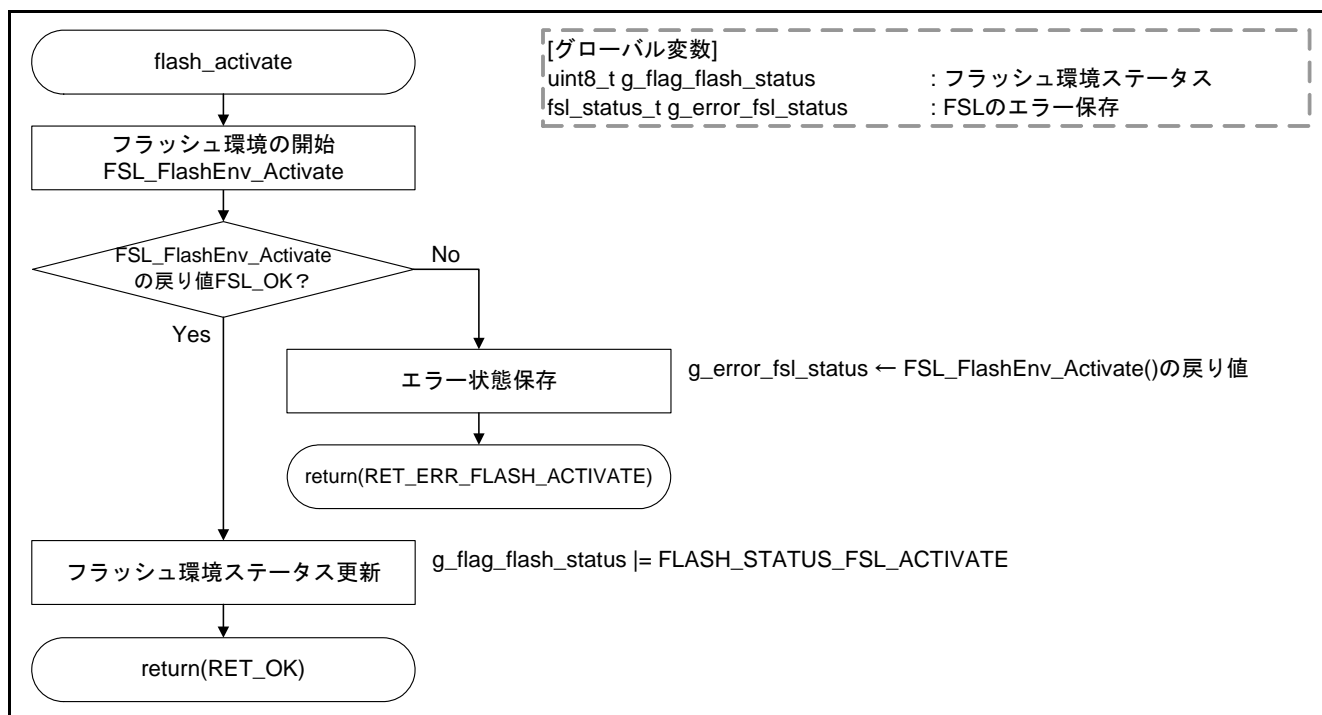 flash_activate
[グローバル変数]
uint8_t g_flag_flash_status : フラッシュ環境ステータス
fsl_status_t g_error_fsl_status : FSLのエラー保存
フラッシュ環境の開始
FSL_FlashEnv_Activate
FSL_FlashEnv_Activate
の戻り値FSL_OK？
No
Yes
エラー状態保存
g_error_fsl_status ← FSL_FlashEnv_Activate()の戻り値
return(RET_ERR_FLASH_ACTIVATE)
フラッシュ環境ステータス更新
g_flag_flash_status |= FLASH_STATUS_FSL_ACTIVATE
return(RET_OK)